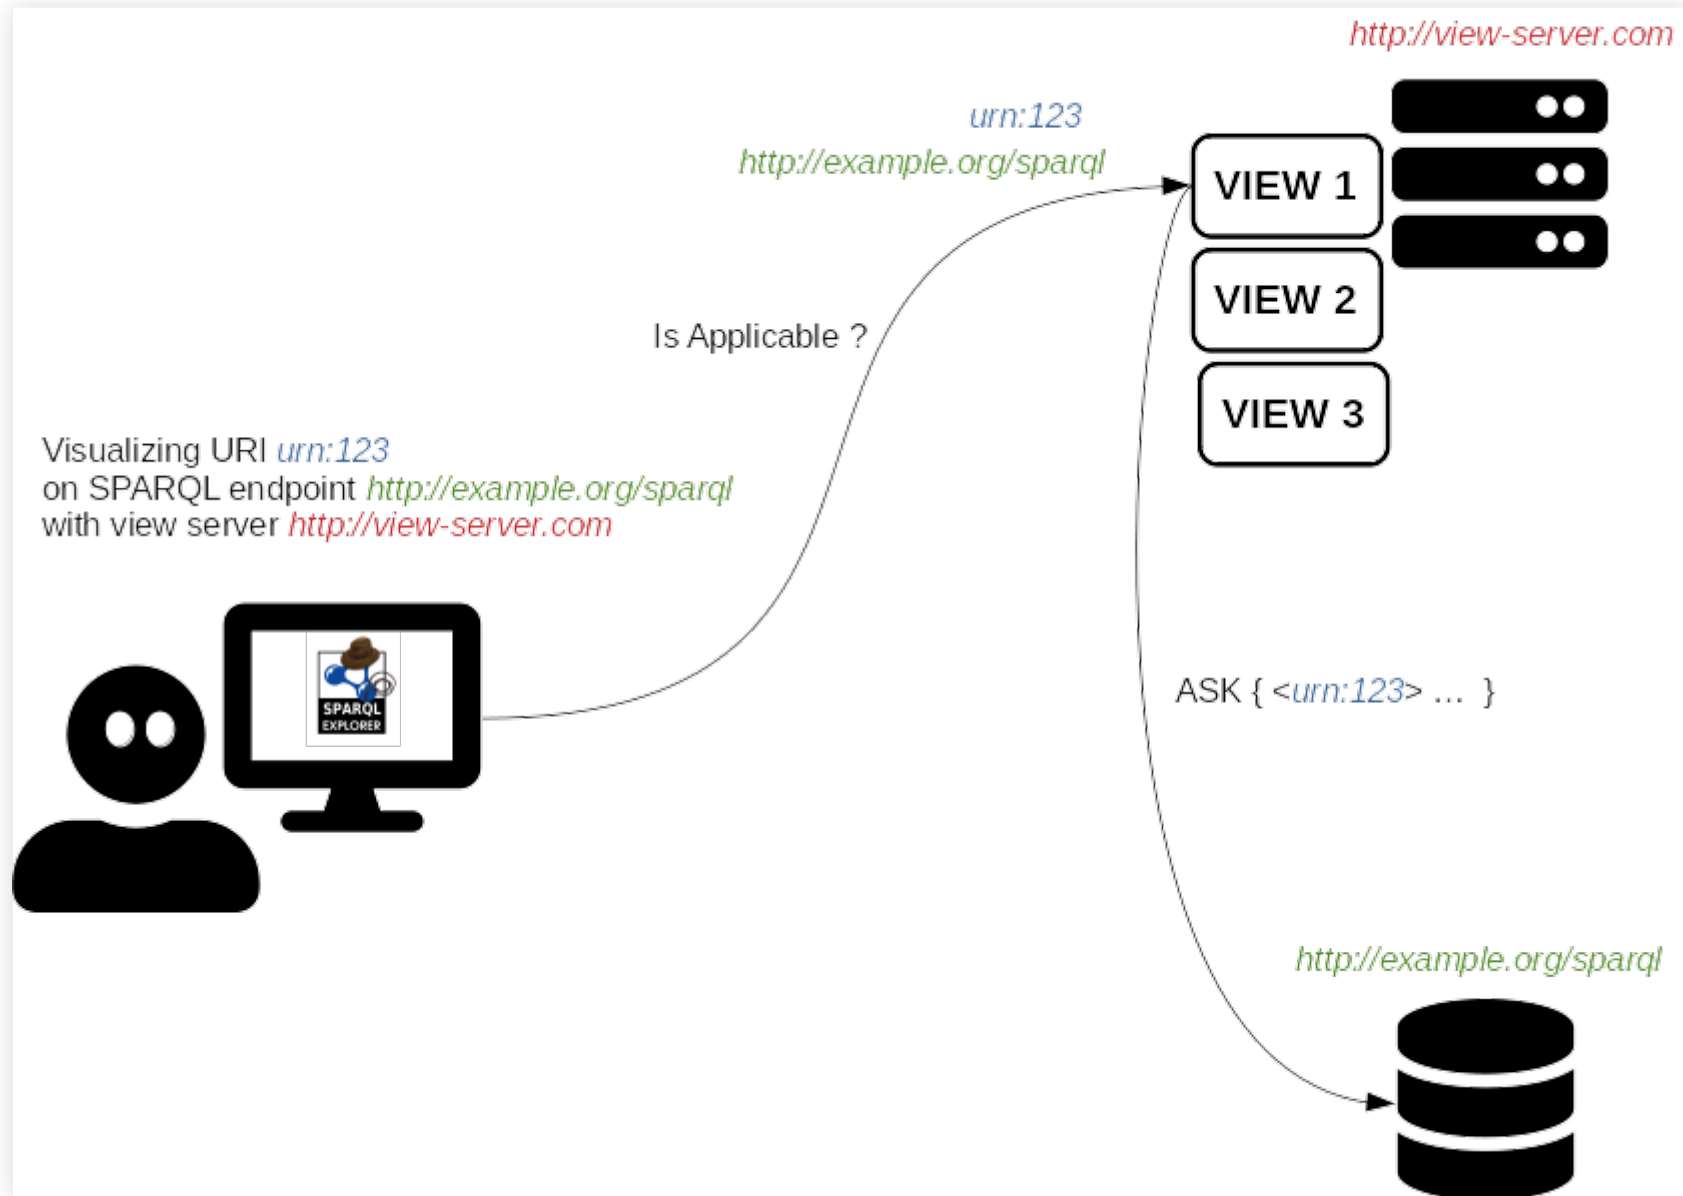 http://view-server.com
urn:123
http://example.org/sparql
VIEW 1
VIEW 2
Is Applicable ?
VIEW 3
Visualizing URI urn:123
on SPARQL endpoint http://example.org/sparql
with view server http://view-server.com
SPARQL
EXPLORER
ASK { <urn:123> ... }
http://example.org/sparql